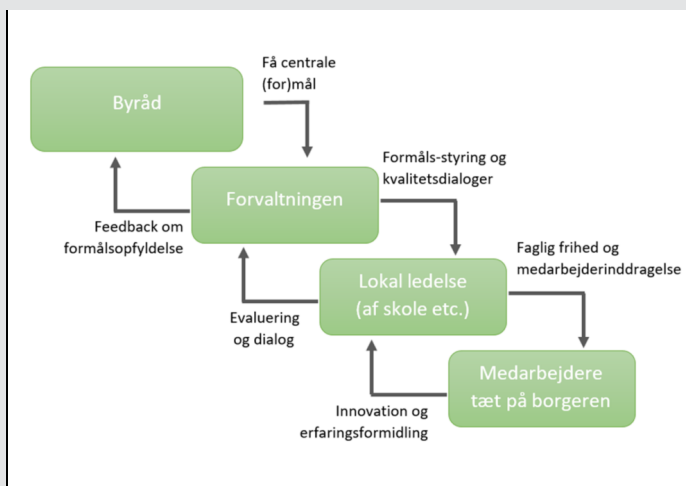 Få centrale
(for)mål
Byråd
Formåls-styring og
kvalitetsdialoger
Forvaltningen
Feedback om
formålsopfyldelse
Faglig frihed og
medarbejderinddragelse
Lokal ledelse
(af skole etc.)
Evaluering
og dialog
Medarbejdere
tæt på borgeren
Innovation og
erfaringsformidling